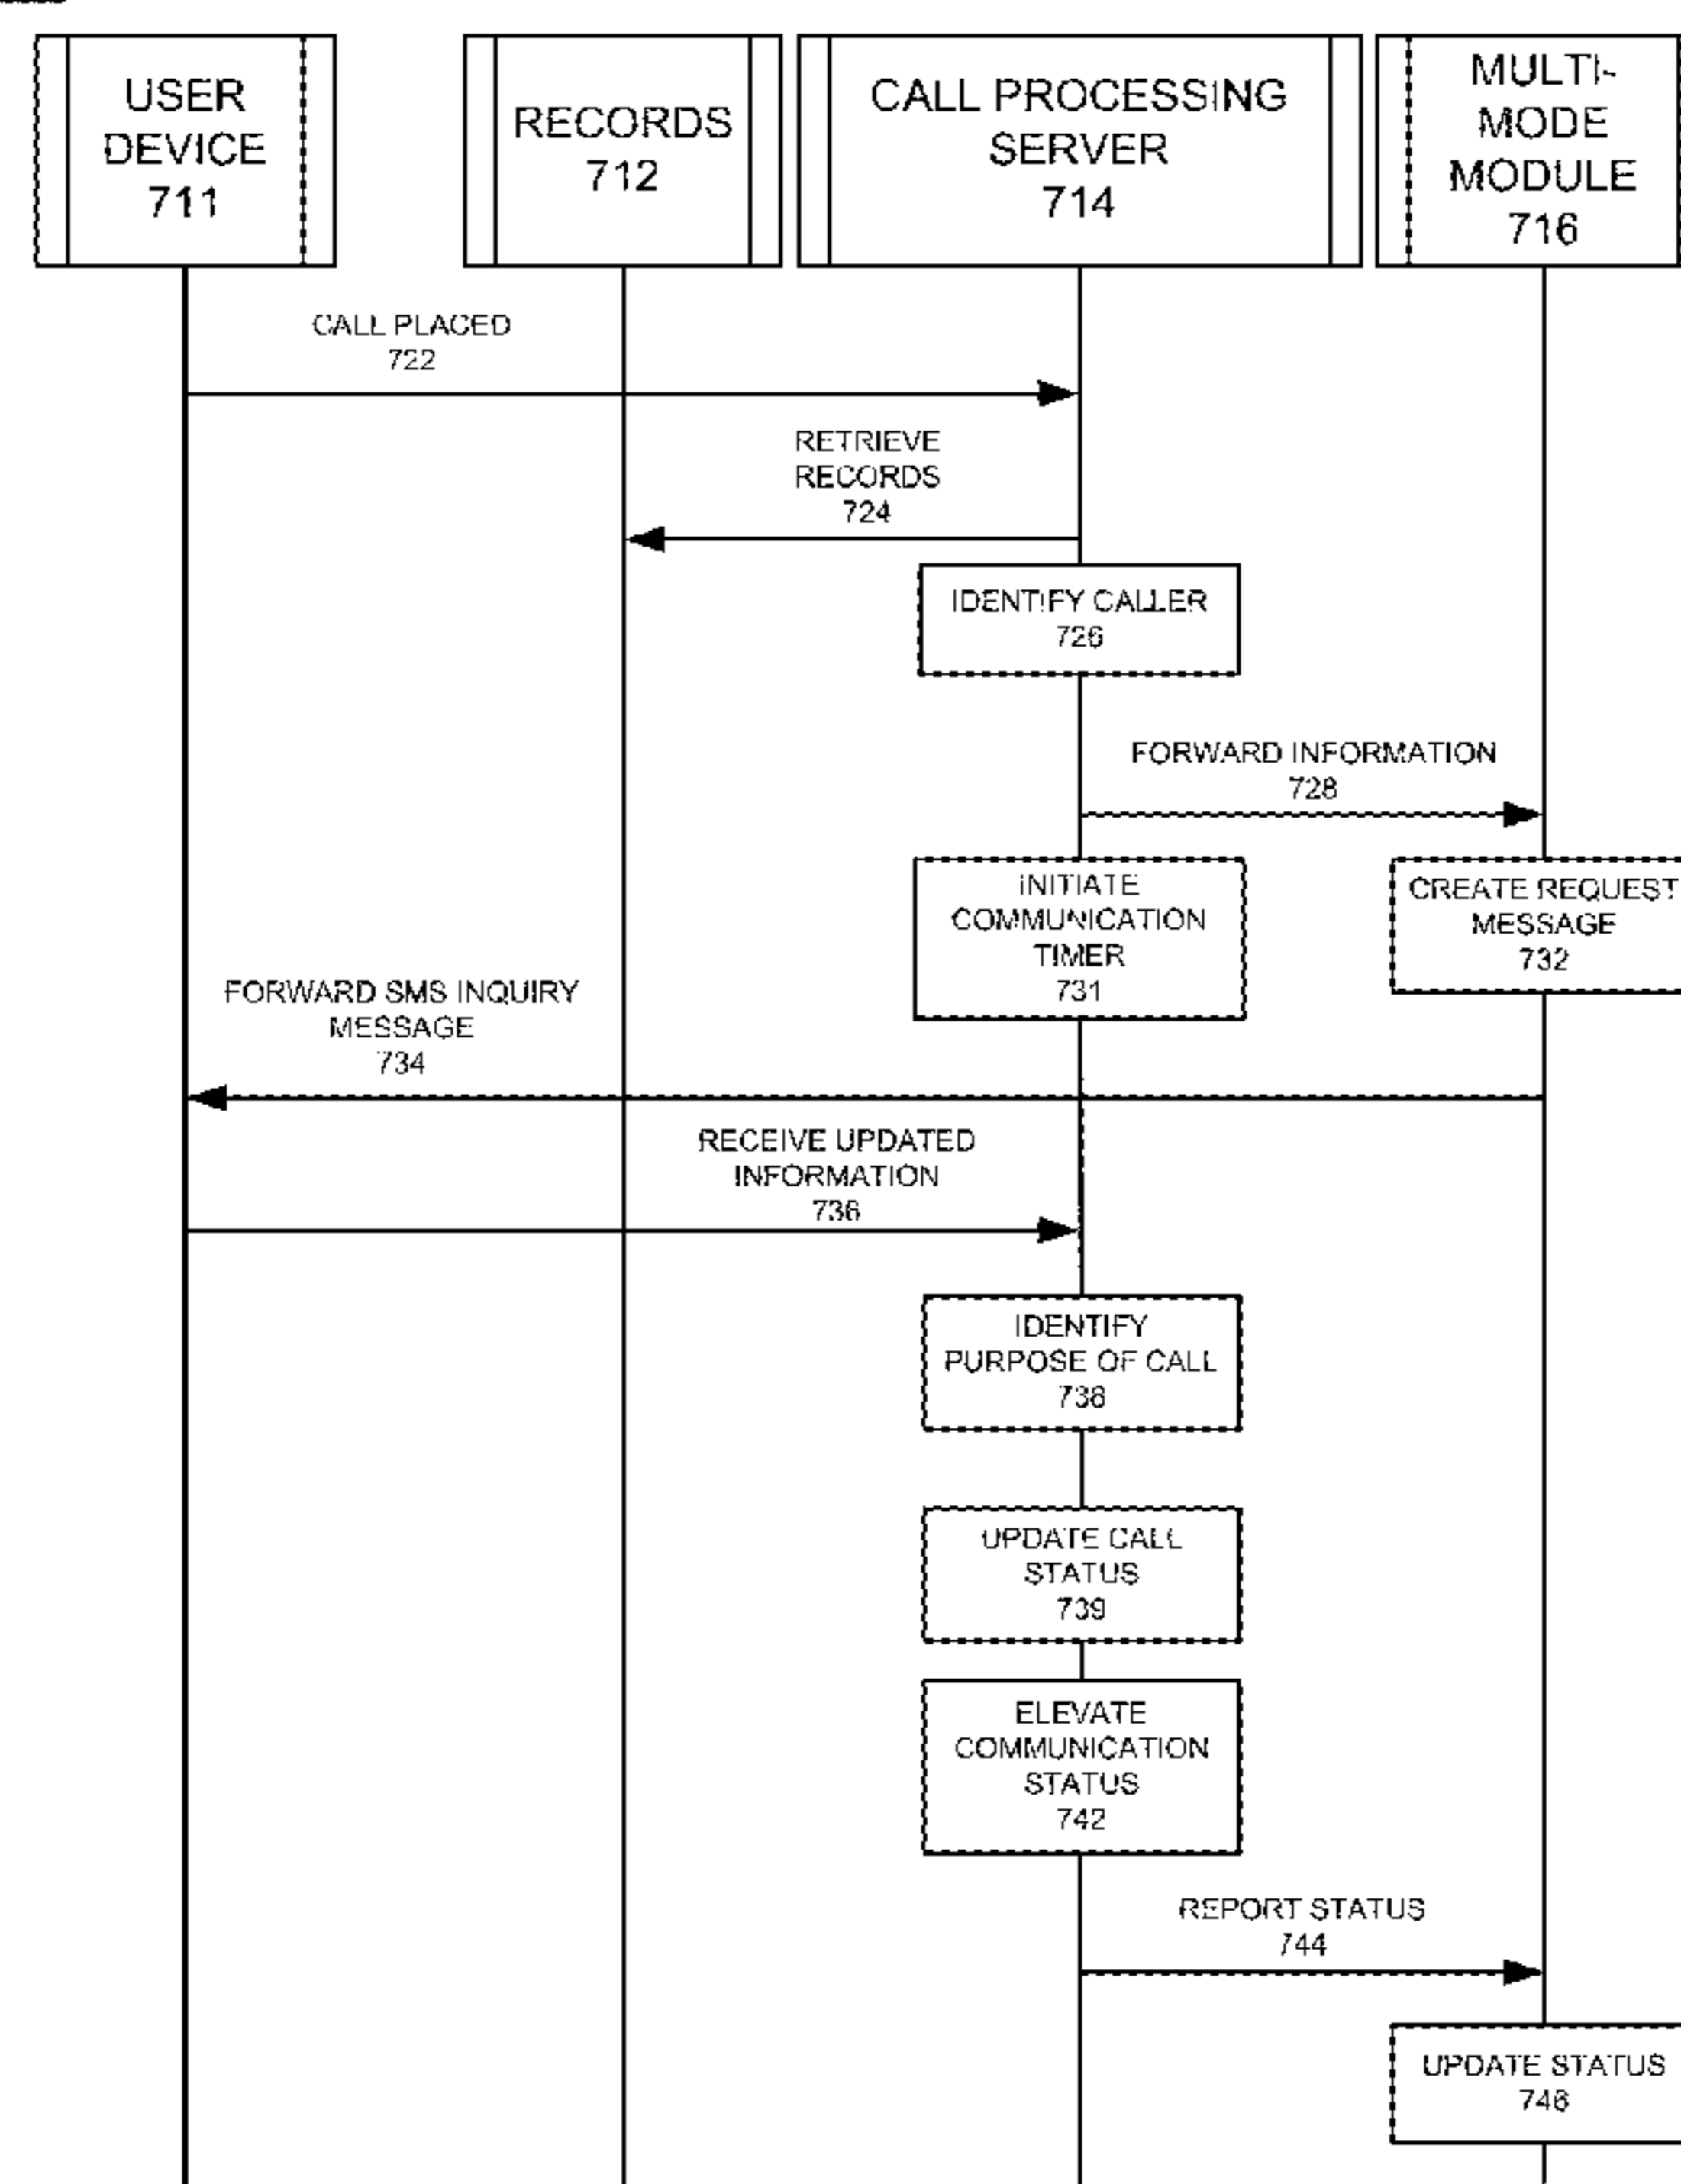 USER
DEVICE
711
RECORDS
712
CALL PROCESSING
SERVER
714
MULTI-
MODE
MODULE
716
CALL PLACED
722
RETRIEVE
RECORDS
724
IDENTIFY CALLER
726
FORWARD INFORMATION
728
INITIATE
COMMUNICATION
TIMER
731
CREATE REQUEST
MESSAGE
732
FORWARD SMS INQUIRY
MESSAGE
734
RECEIVE UPDATED
INFORMATION
736
IDENTIFY
PURPOSE OF CALL
738
UPDATE CALL
STATUS
739
ELEVATE
COMMUNICATION
STATUS
742
REPORT STATUS
744
UPDATE STATUS
746